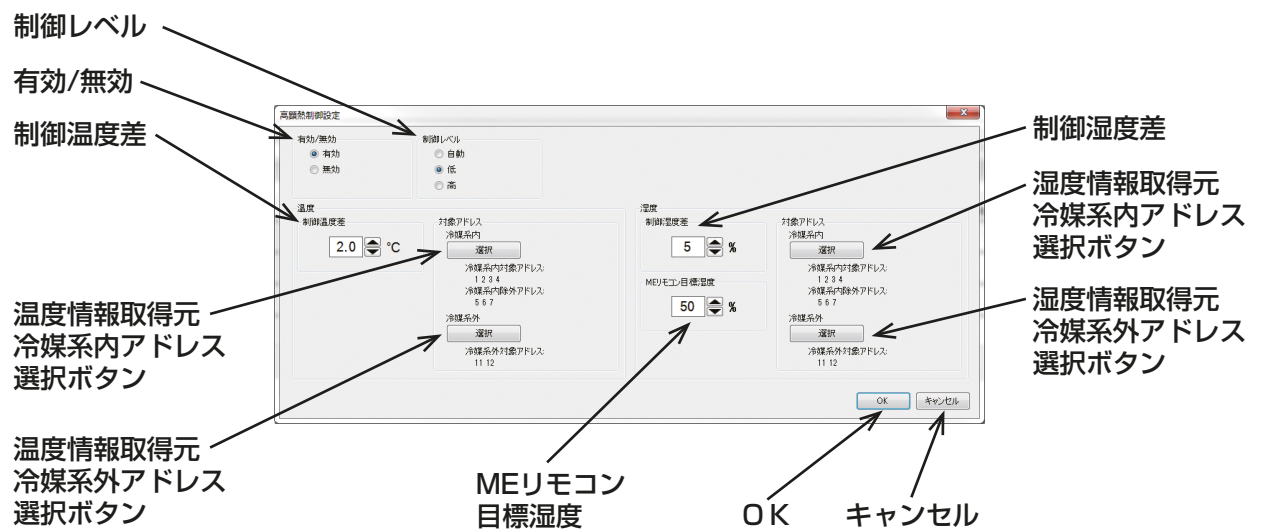 制御レベル
有効/無効
制御温度差
温度情報取得元
冷媒系内アドレス
選択ボタン
温度情報取得元
冷媒系外アドレス
選択ボタン
高顕熱制御設定
有効/無効
有効
無効
制御レベル
自動
低
高
温度
制御温度差
2.0 °C
対象アドレス
冷媒系内
選択
冷媒系内対象アドレス:
1 2 3 4
冷媒系内除外アドレス:
5 6 7
冷媒系外
選択
冷媒系外対象アドレス:
11 12
湿度
制御湿度差
5 %
MEリモコン目標湿度
50 %
対象アドレス
冷媒系内
選択
冷媒系内対象アドレス:
1 2 3 4
冷媒系内除外アドレス:
5 6 7
冷媒系外
選択
冷媒系外対象アドレス:
11 12
OK キャンセル
制御湿度差
湿度情報取得元
冷媒系内アドレス
選択ボタン
湿度情報取得元
冷媒系外アドレス
選択ボタン
MEリモコン
目標湿度
ＯＫ
キャンセル